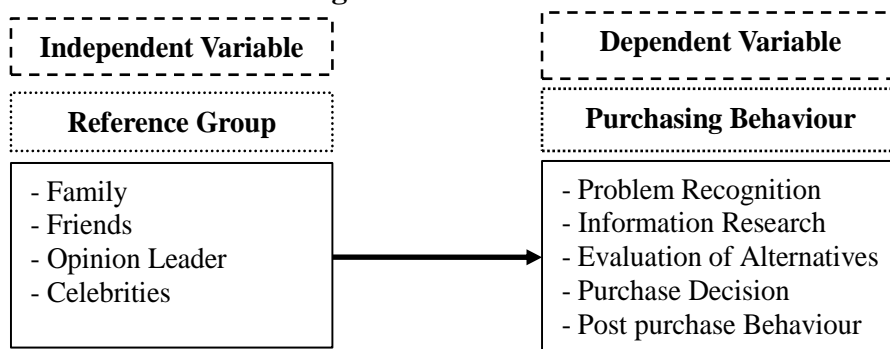 Independent Variable
Dependent Variable
Reference Group
Purchasing Behaviour
- Family
- Friends
- Opinion Leader
- Celebrities
- Problem Recognition
- Information Research
- Evaluation of Alternatives
- Purchase Decision
- Post purchase Behaviour